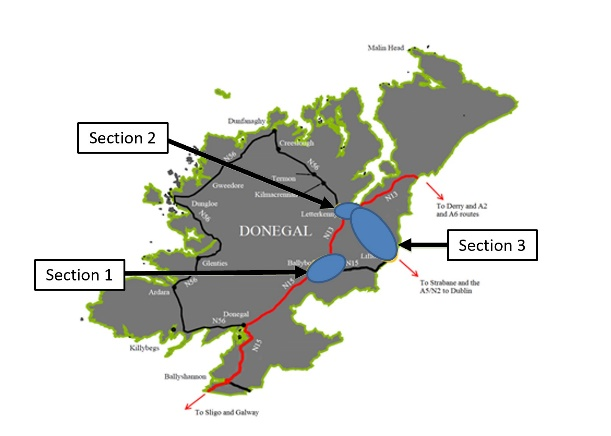 Malin Head
Dunfanaghy
Section 2
Creeslough
N56
N56
Termon
Gweedore
Kilmacrennan
N13
Dungloe
Letterkenny
To Derry and A2
and A6 routes
N56
DONEGAL
N13
Section 3
Glenties
Section 1
N15
N15
To Strabane and the
A5/N2 to Dublin
N56
Ardara
Donegal
N56
Killybegs
N15
Ballyshannon
To Sligo and Galway